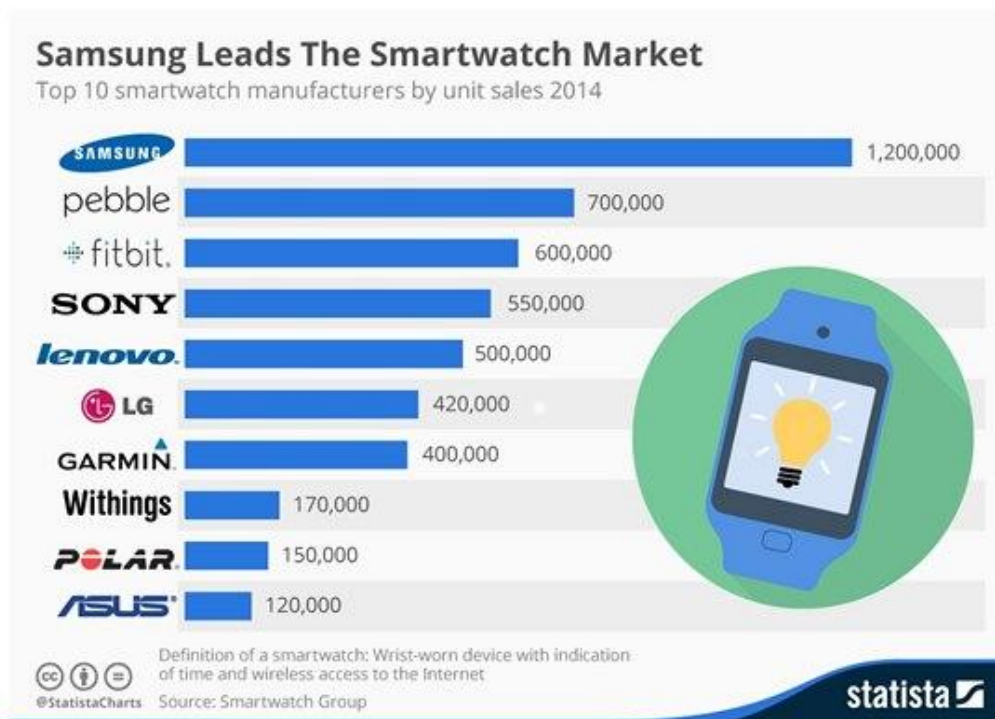 Samsung Leads The Smartwatch Market
Top 10 smartwatch manufacturers by unit sales 2014
SAMSUNG 1,200,000
pebble 700,000
fitbit. 600,000
SONY 550,000
lenovo. 500,000
LG LG 420,000
GARMIN. 400,000
Withings 170,000
POLAR. 150,000
ASUS 120,000
Definition of a smartwatch: Wrist-worn device with indication
of time and wireless access to the Internet
cc
@StatistaCharts Source: Smartwatch Group
statista